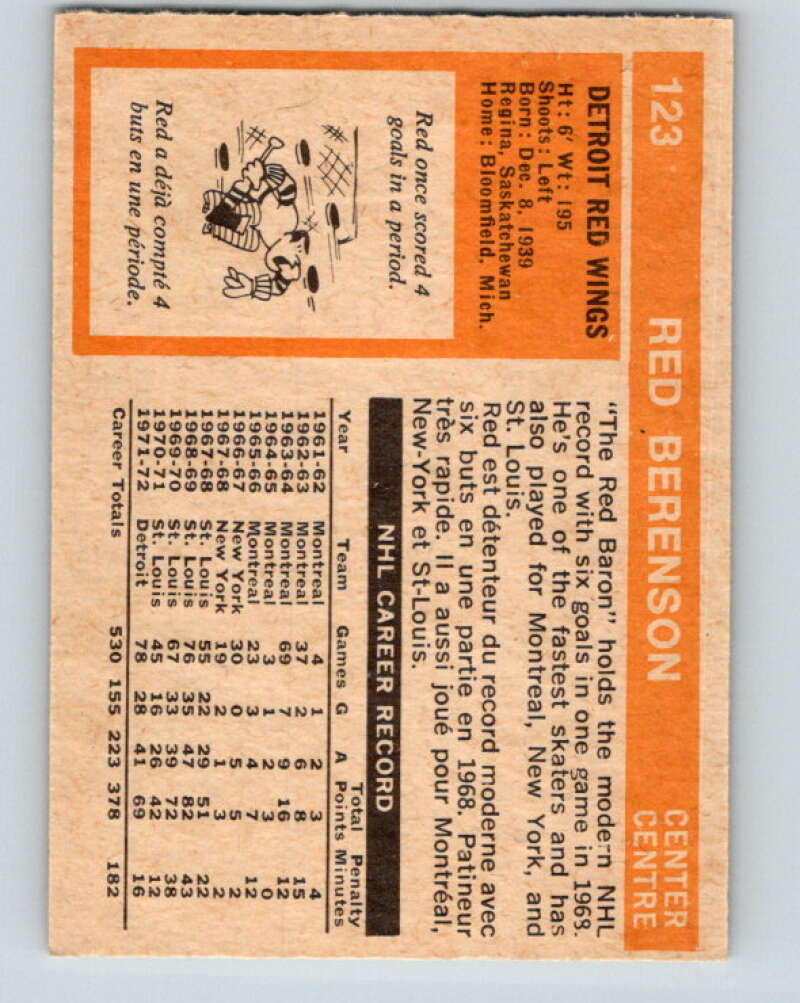 123 · RED BERENSON CENTER
CENTRE
DETROIT RED WINGS
Ht: 6' Wt: 195
Shoots: Left
Born: Dec. 8, 1939
Regina, Saskatchewan
Home: Bloomfield, Mich.
Red once scored 4
goals in a period.
Red a déjà compté 4
buts en une période.
"The Red Baron" holds the modern NHL
record with six goals in one game in 1968.
He's one of the fastest skaters and has
also played for Montreal, New York, and
St. Louis.
Red est détenteur du record moderne avec
six buts en une partie en 1968. Patineur
très rapide. Il a aussi joué pour Montréal,
New-York et St-Louis.
NHL CAREER RECORD
Total Penalty
Year Team Games G A Points Minutes
1961-62 Montreal 4 1 2 3 4
1962-63 Montreal 37 2 6 8 15
1963-64 Montreal 69 7 9 16 12
1964-65 Montreal 3 1 2 3 0
1965-66 Montreal 23 3 4 7 12
1966-67 New York 30 0 5 5 2
1967-68 New York 19 2 1 3 2
1967-68 St. Louis 55 22 29 51 22
1968-69 St. Louis 76 35 47 82 43
1969-70 St. Louis 67 33 39 72 38
1970-71 St. Louis 45 16 26 42 12
1971-72 Detroit 78 28 41 69 16
Career Totals 530 155 223 378 182